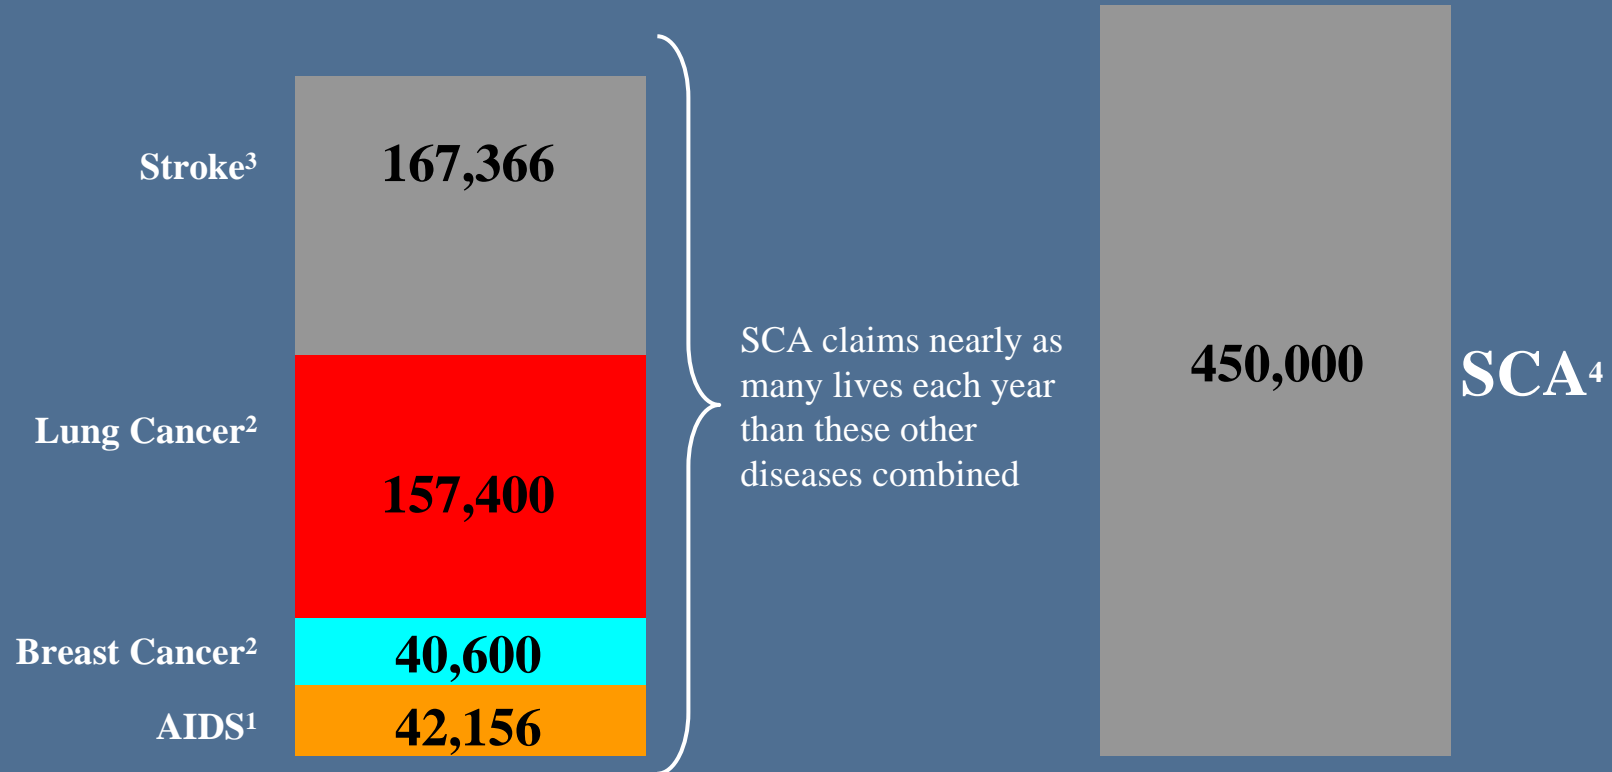 Stroke³ 167,366
Lung Cancer²
157,400
Breast Cancer² 40,600
AIDS¹ 42,156
SCA claims nearly as
many lives each year
than these other
diseases combined
450,000 SCA⁴